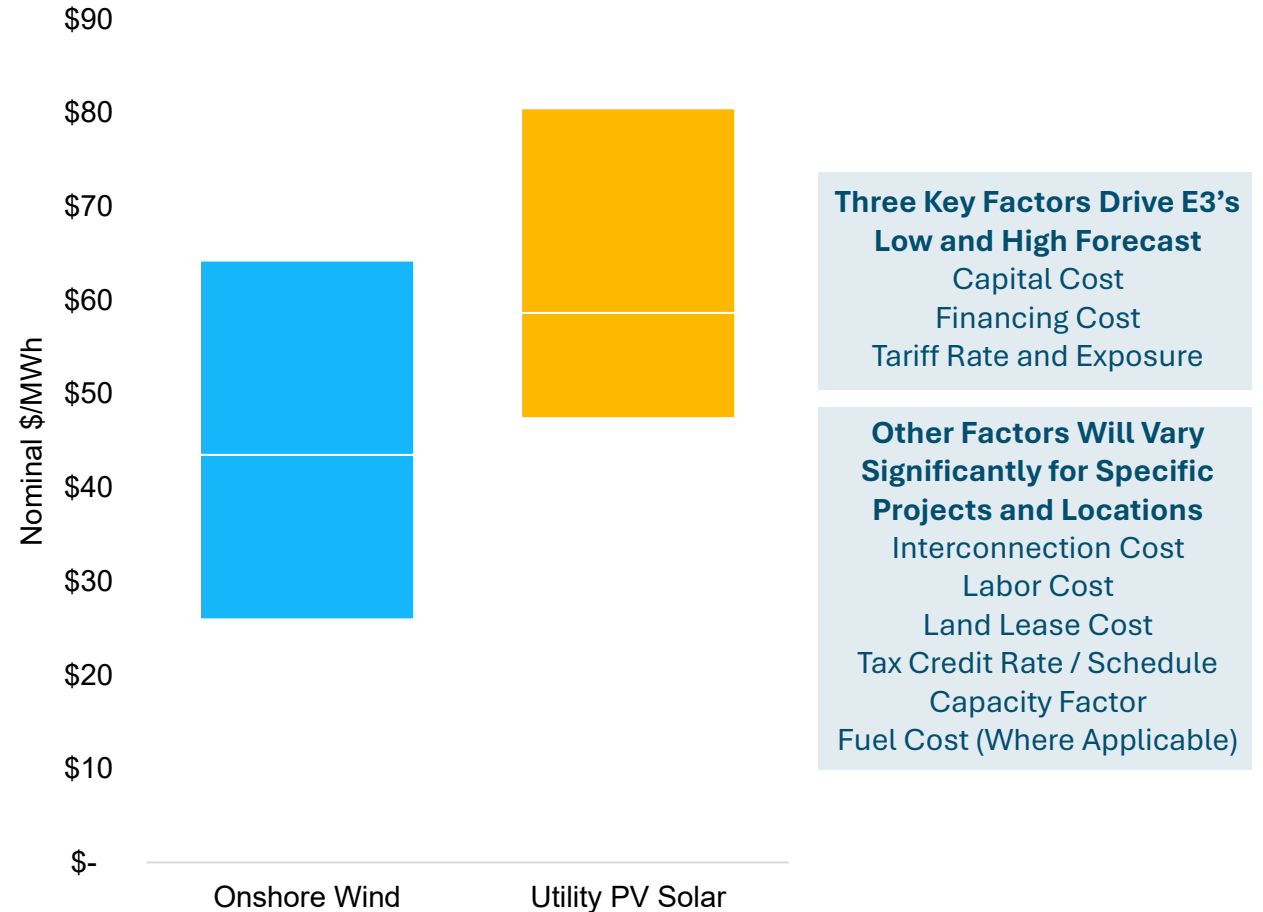 $90
$80
$70
$60
$50
$40
$30
$20
$10
$-
Nominal $/MWh
Onshore Wind
Utility PV Solar
Three Key Factors Drive E3’s
Low and High Forecast
Capital Cost
Financing Cost
Tariff Rate and Exposure
Other Factors Will Vary
Significantly for Specific
Projects and Locations
Interconnection Cost
Labor Cost
Land Lease Cost
Tax Credit Rate / Schedule
Capacity Factor
Fuel Cost (Where Applicable)